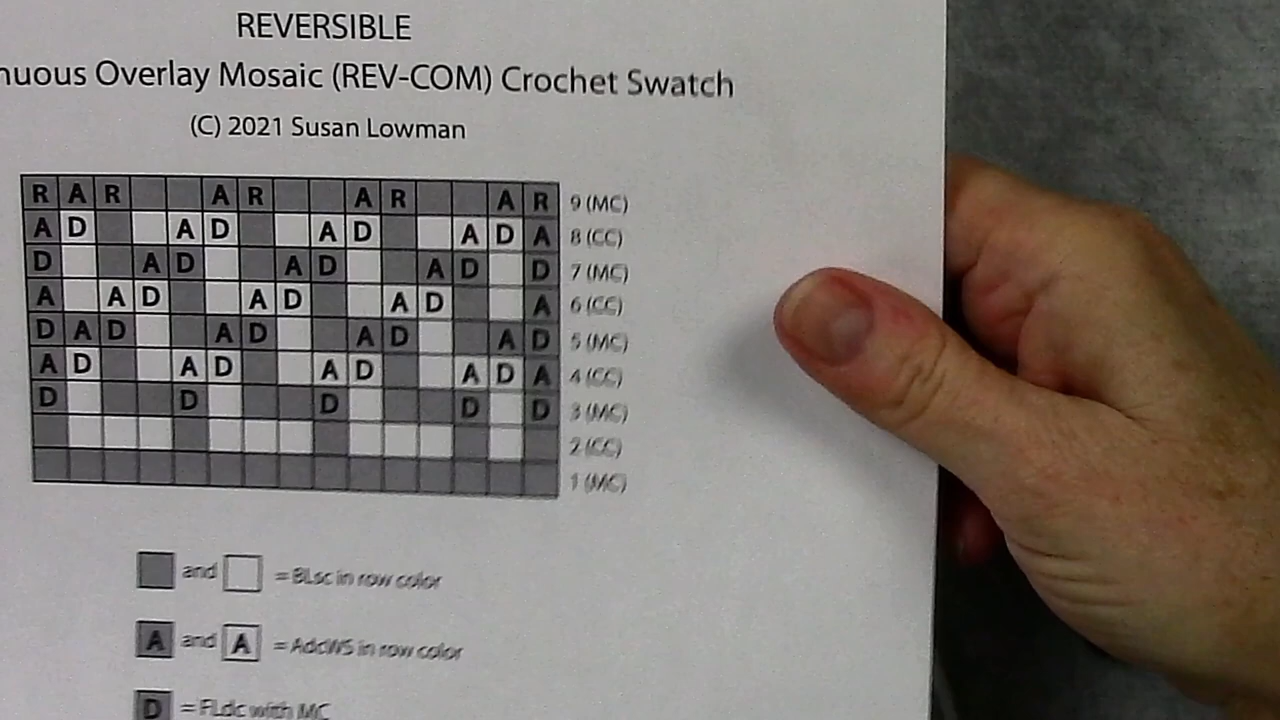 REVERSIBLE
nuous Overlay Mosaic (REV-COM) Crochet Swatch
(C) 2021 Susan Lowman
R A R A R A R A R 9 (MC)
A D A D A D A D A 8 (CC)
D A D A D A D D 7 (MC)
A A D A D A D A 6 (CC)
D A D A D A D A D 5 (MC)
A D A D A D A D A 4 (CC)
D D D D D 3 (MC)
2 (CC)
1 (MC)
and = BLsc in row color
A and A = AddWS in row color
D = FLdc with MC